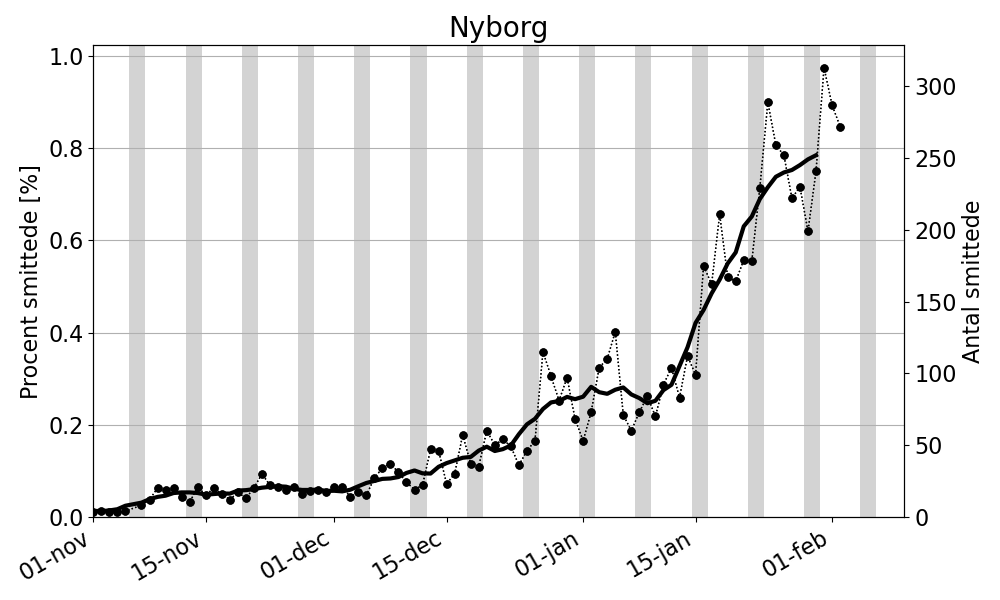 Nyborg
Procent smittede [%]
1.0
0.8
0.6
0.4
0.2
0.0
300
250
200
150
100
50
0
Antal smittede
01-nov
15-nov
01-dec
15-dec
01-jan
15-jan
01-feb